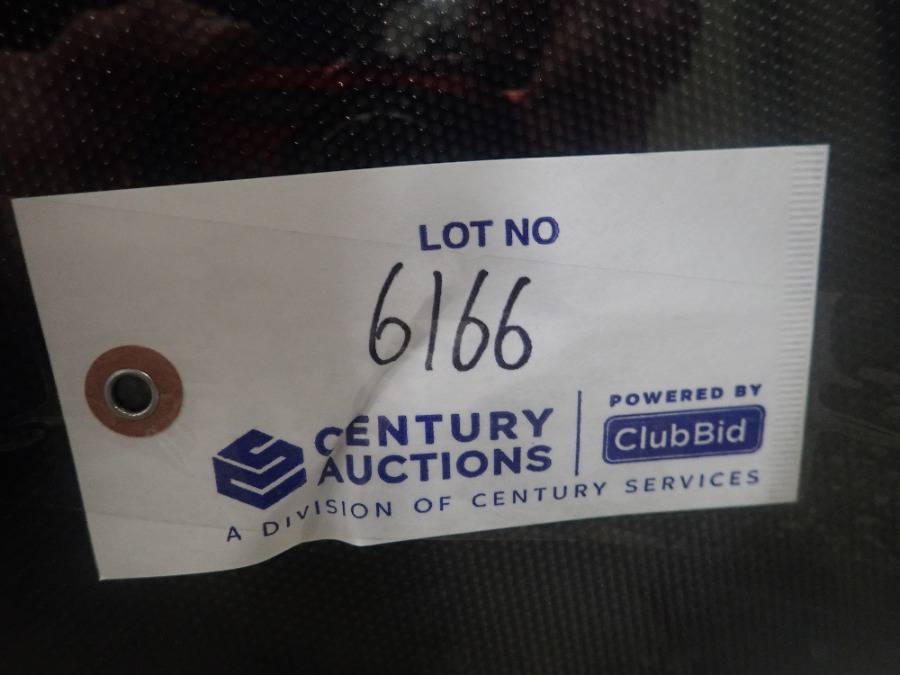 LOT NO
6166
CENTURY AUCTIONS
POWERED BY
ClubBid
A DIVISION OF CENTURY SERVICES